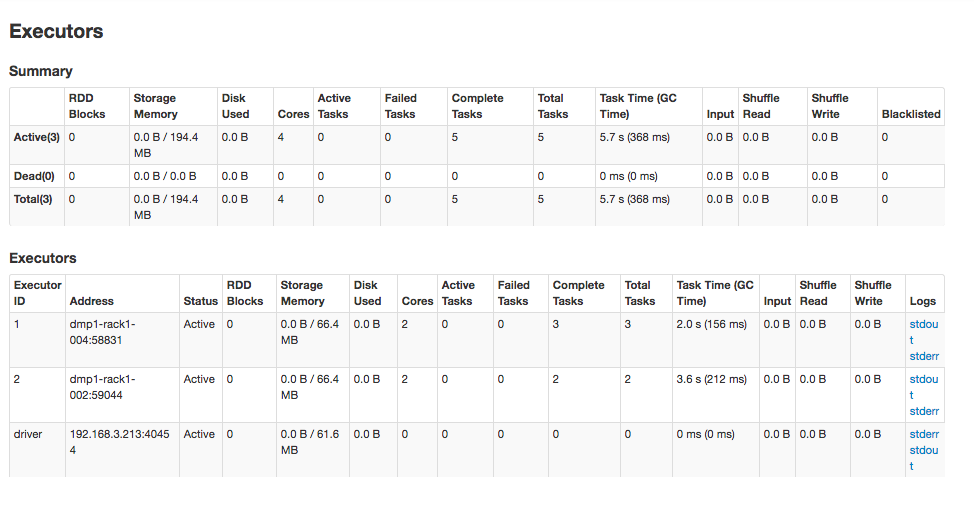 Executors
Summary
RDD Blocks Storage Memory Disk Used Cores Active Tasks Failed Tasks Complete Tasks Total Tasks Task Time (GC Time) Input Shuffle Read Shuffle Write Blacklisted
Active(3) 0 0.0 B / 194.4 MB 0.0 B 4 0 0 5 5 5.7 s (368 ms) 0.0 B 0.0 B 0.0 B 0
Dead(0) 0 0.0 B / 0.0 B 0.0 B 0 0 0 0 0 0 ms (0 ms) 0.0 B 0.0 B 0.0 B 0
Total(3) 0 0.0 B / 194.4 MB 0.0 B 4 0 0 5 5 5.7 s (368 ms) 0.0 B 0.0 B 0.0 B 0
Executors
Executor ID Address Status RDD Blocks Storage Memory Disk Used Cores Active Tasks Failed Tasks Complete Tasks Total Tasks Task Time (GC Time) Input Shuffle Read Shuffle Write Logs
1 dmp1-rack1-004:58831 Active 0 0.0 B / 66.4 MB 0.0 B 2 0 0 3 3 2.0 s (156 ms) 0.0 B 0.0 B 0.0 B stdout stderr
2 dmp1-rack1-002:59044 Active 0 0.0 B / 66.4 MB 0.0 B 2 0 0 2 2 3.6 s (212 ms) 0.0 B 0.0 B 0.0 B stdout stderr
driver 192.168.3.213:40454 Active 0 0.0 B / 61.6 MB 0.0 B 0 0 0 0 0 0 ms (0 ms) 0.0 B 0.0 B 0.0 B stderr stdout